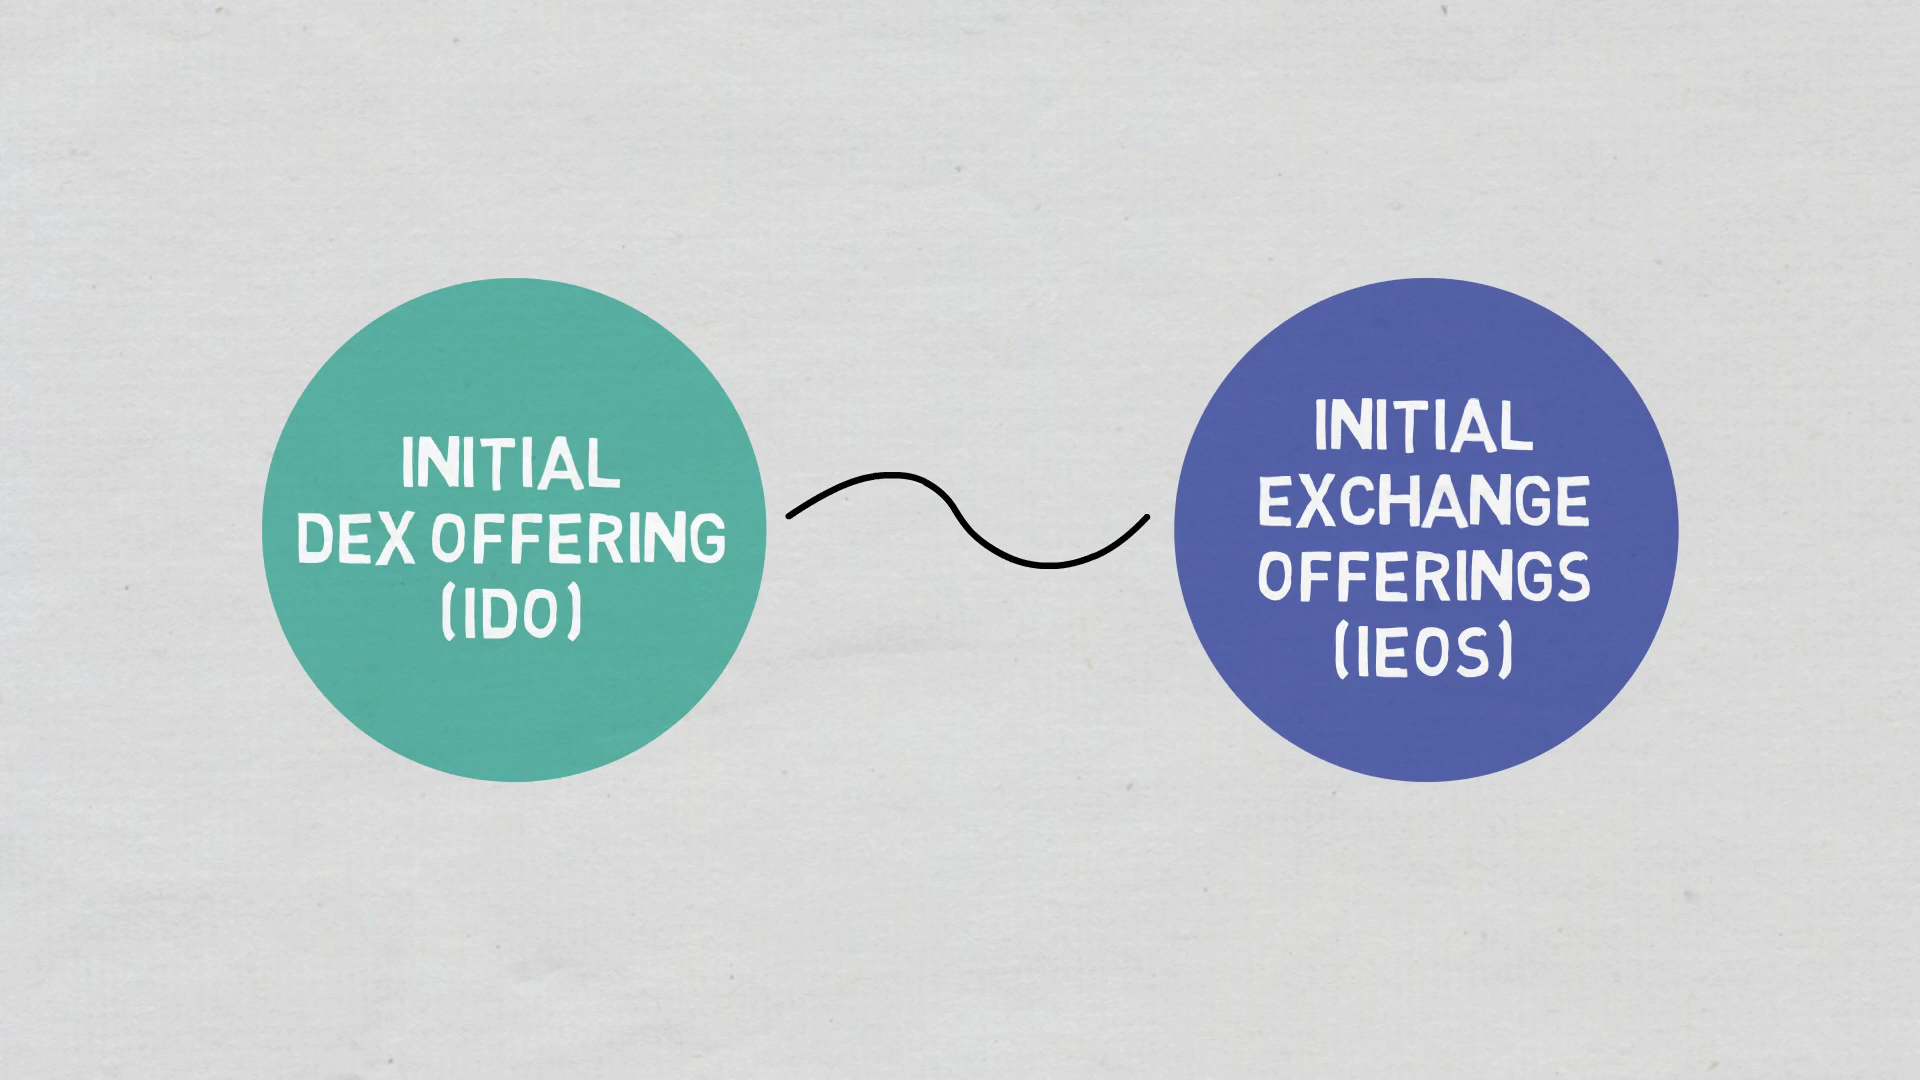 INITIAL
DEX OFFERING
(IDO)
INITIAL
EXCHANGE
OFFERINGS
(IEOS)